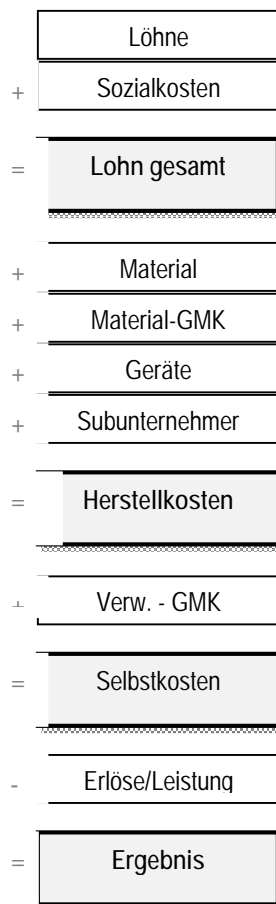 Löhne
+ Sozialkosten
= Lohn gesamt
+ Material
+ Material-GMK
+ Geräte
+ Subunternehmer
= Herstellkosten
+ Verw. - GMK
= Selbstkosten
- Erlöse/Leistung
= Ergebnis